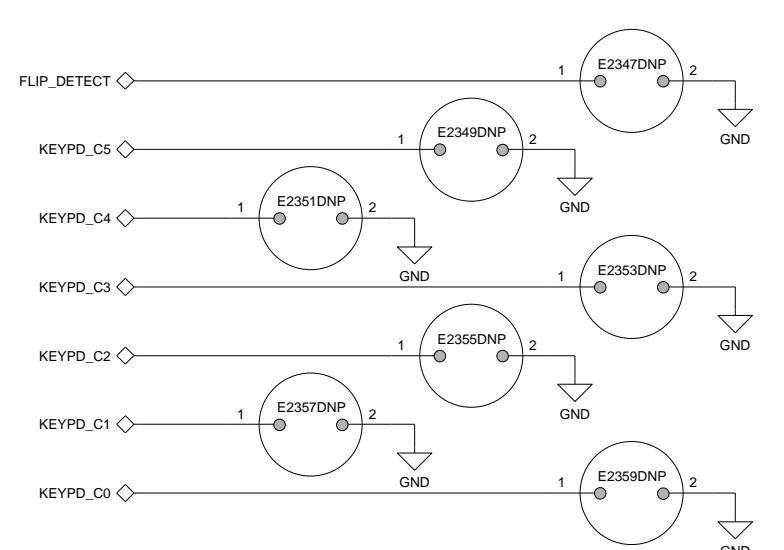 FLIP_DETECT 1 E2347DNP 2
GND
KEYPD_C5 1 E2349DNP 2
GND
KEYPD_C4 1 E2351DNP 2
GND
KEYPD_C3 1 E2353DNP 2
GND
KEYPD_C2 1 E2355DNP 2
GND
KEYPD_C1 1 E2357DNP 2
GND
KEYPD_C0 1 E2359DNP 2
GND